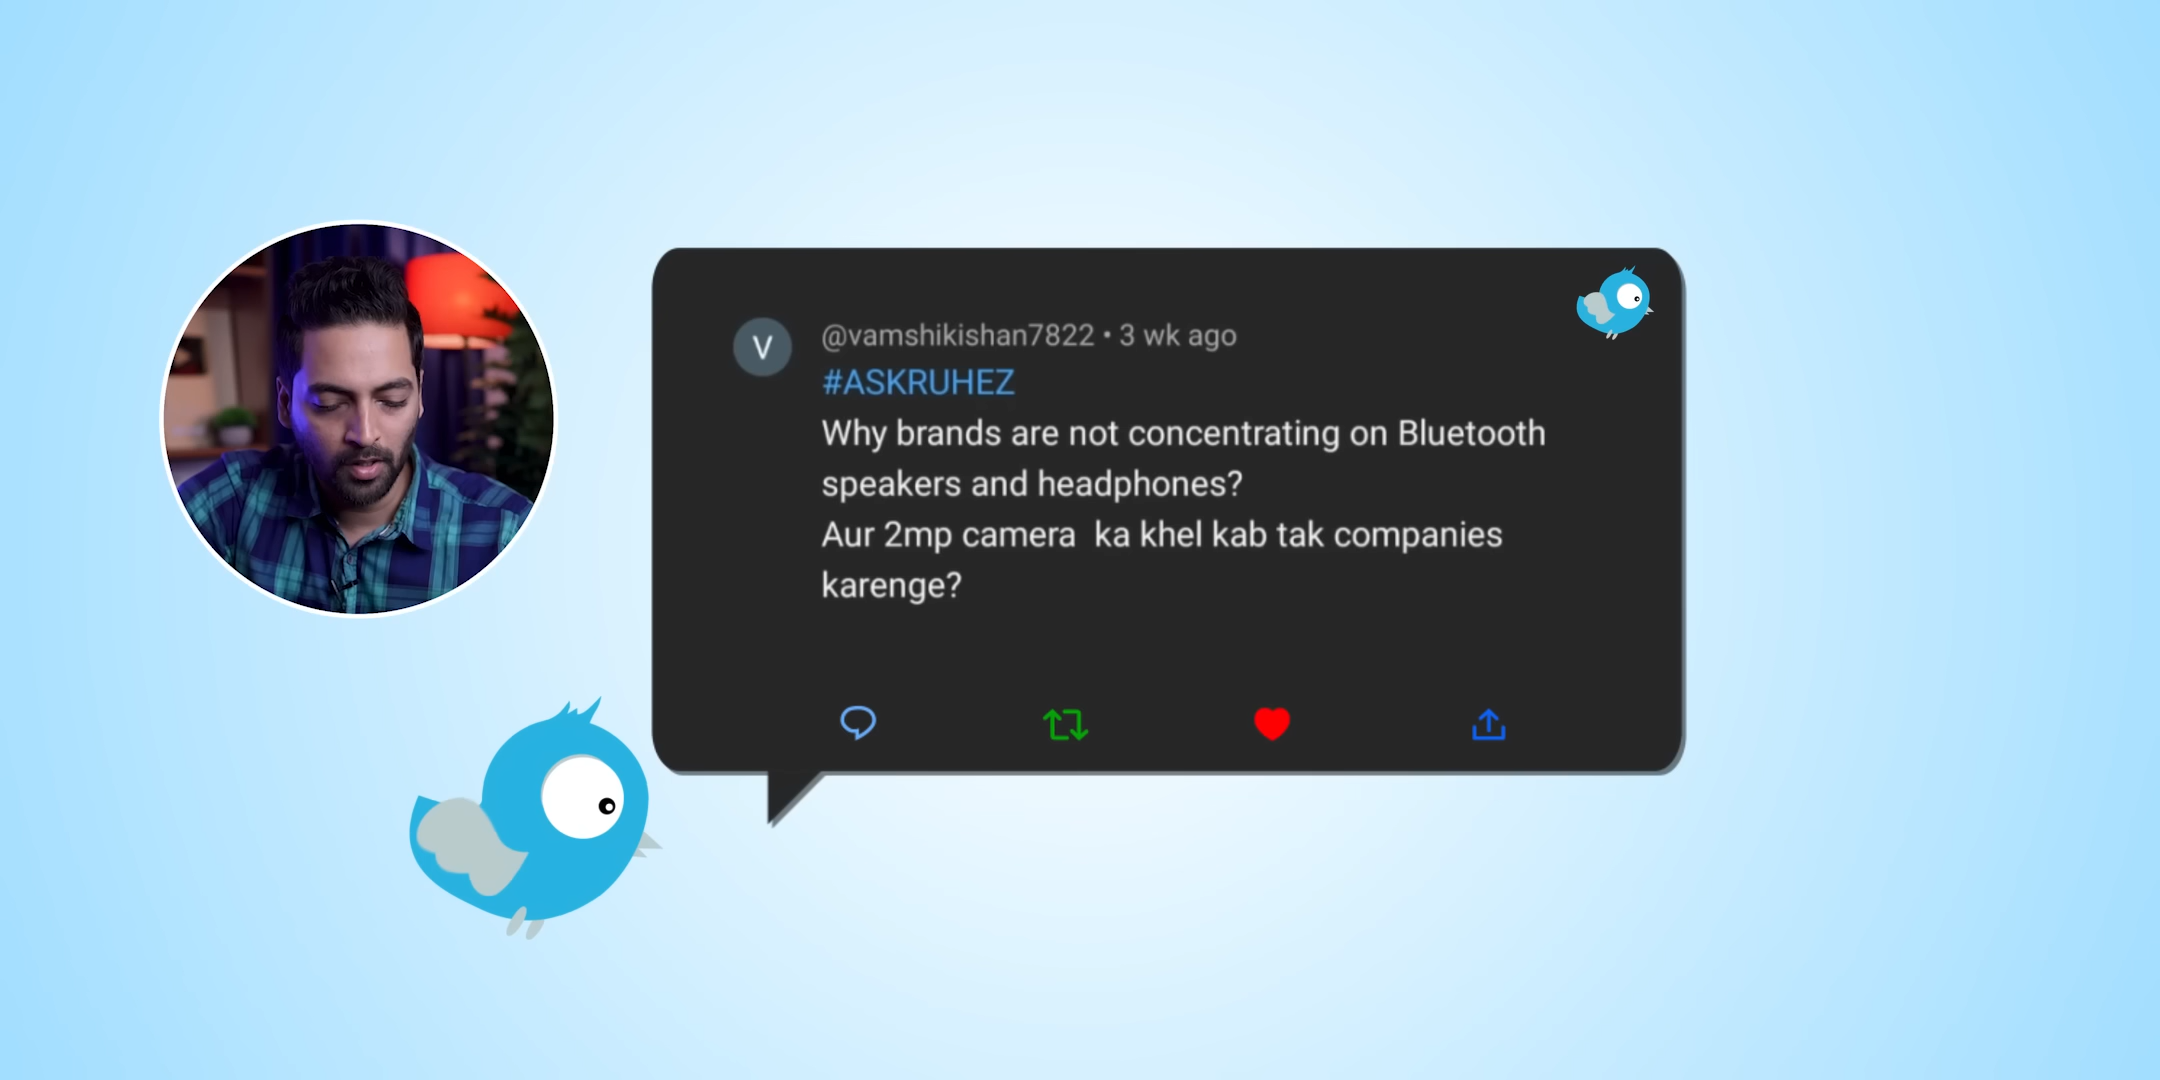 V
@vamshikishan7822 • 3 wk ago
#ASKRUHEZ
Why brands are not concentrating on Bluetooth
speakers and headphones?
Aur 2mp camera  ka khel kab tak companies
karenge?